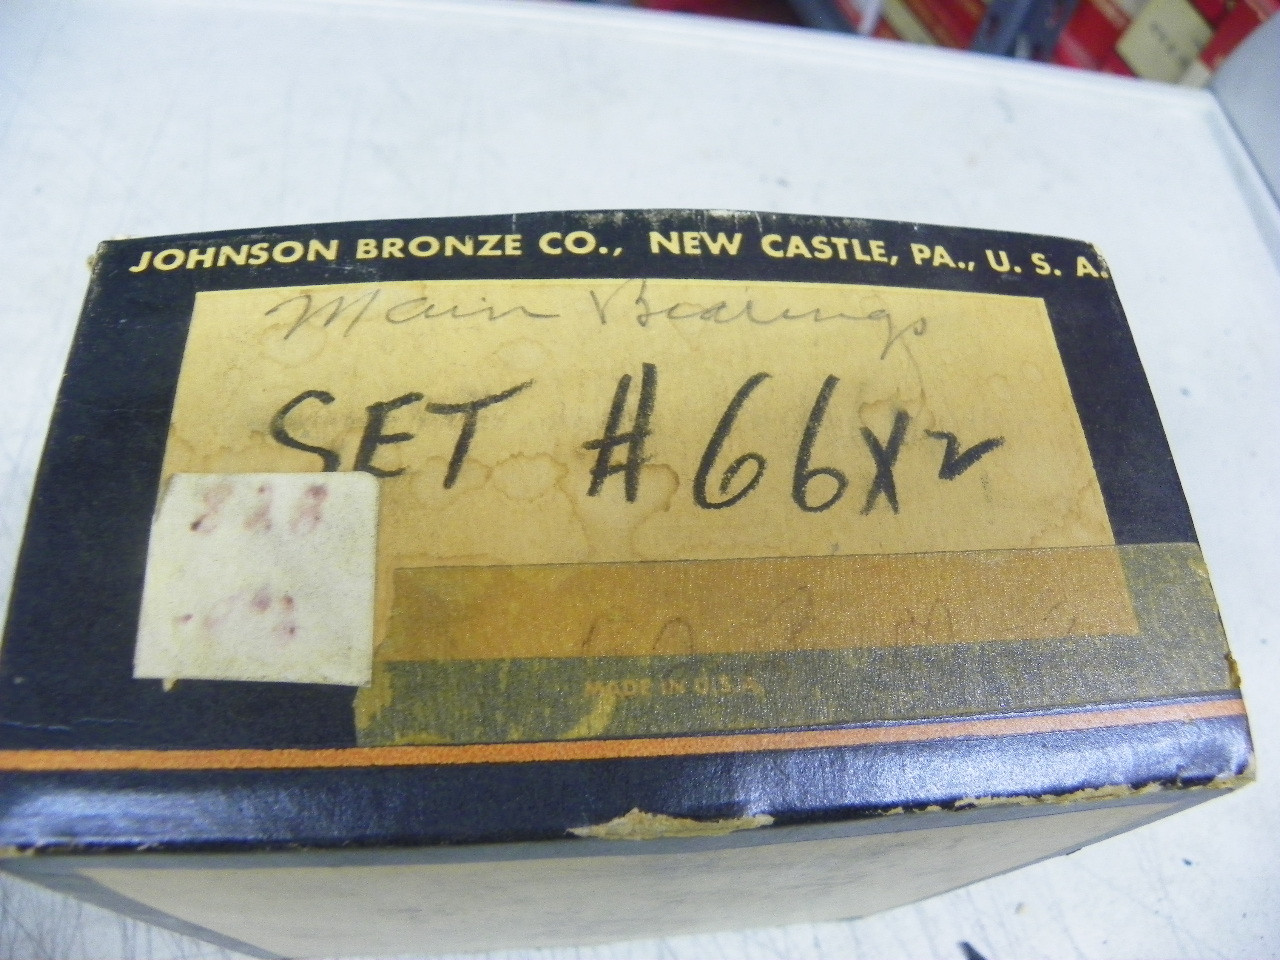 JOHNSON BRONZE CO., NEW CASTLE, PA., U. S. A.
Main Bearings
SET #66X2
MADE IN U.S.A.